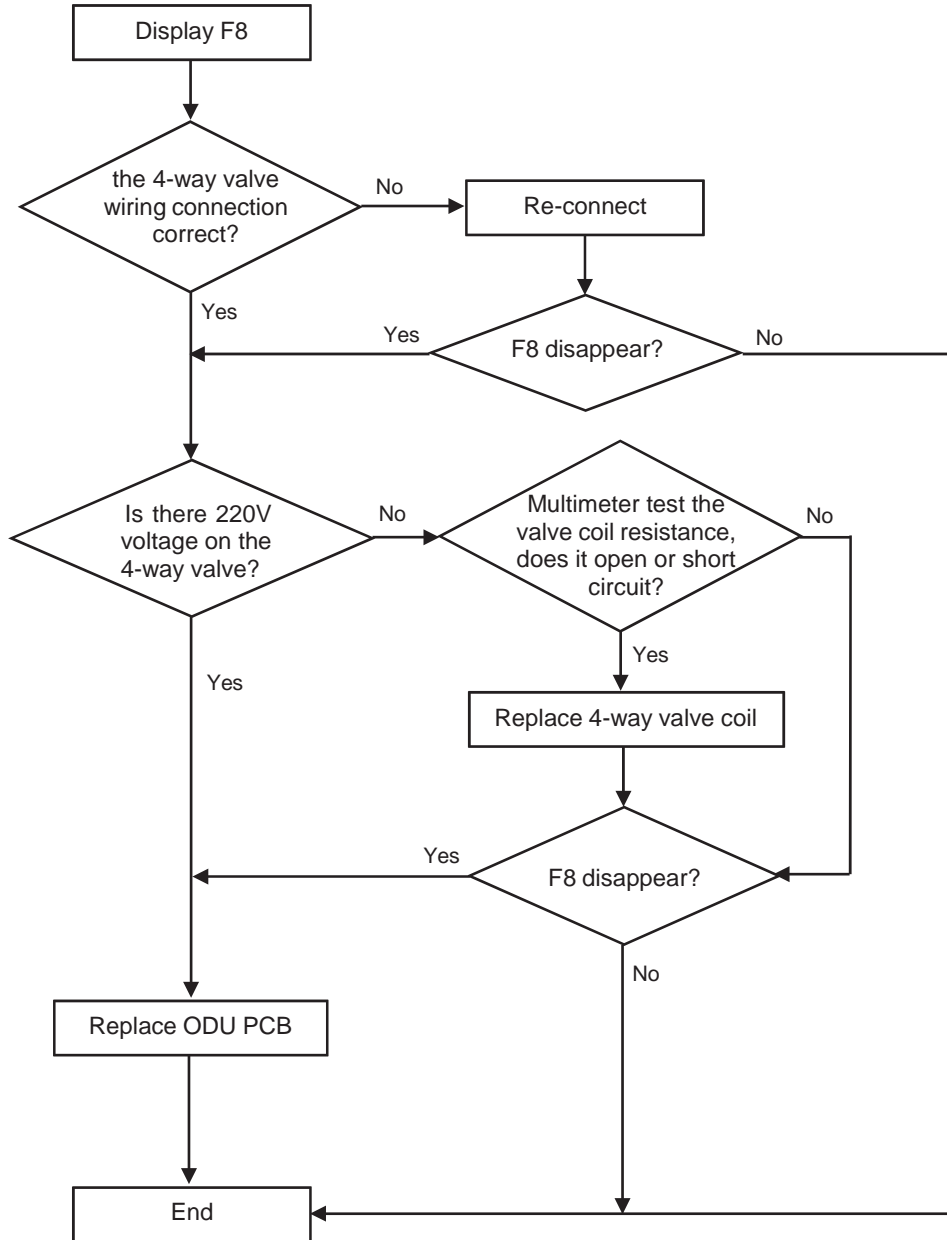 Display F8
the 4-way valve
wiring connection
correct?
No
Re-connect
Yes
Yes
F8 disappear?
No
Is there 220V
voltage on the
4-way valve?
No
Multimeter test the
valve coil resistance,
does it open or short
circuit?
No
Yes
Yes
Replace 4-way valve coil
Yes
F8 disappear?
No
Replace ODU PCB
End